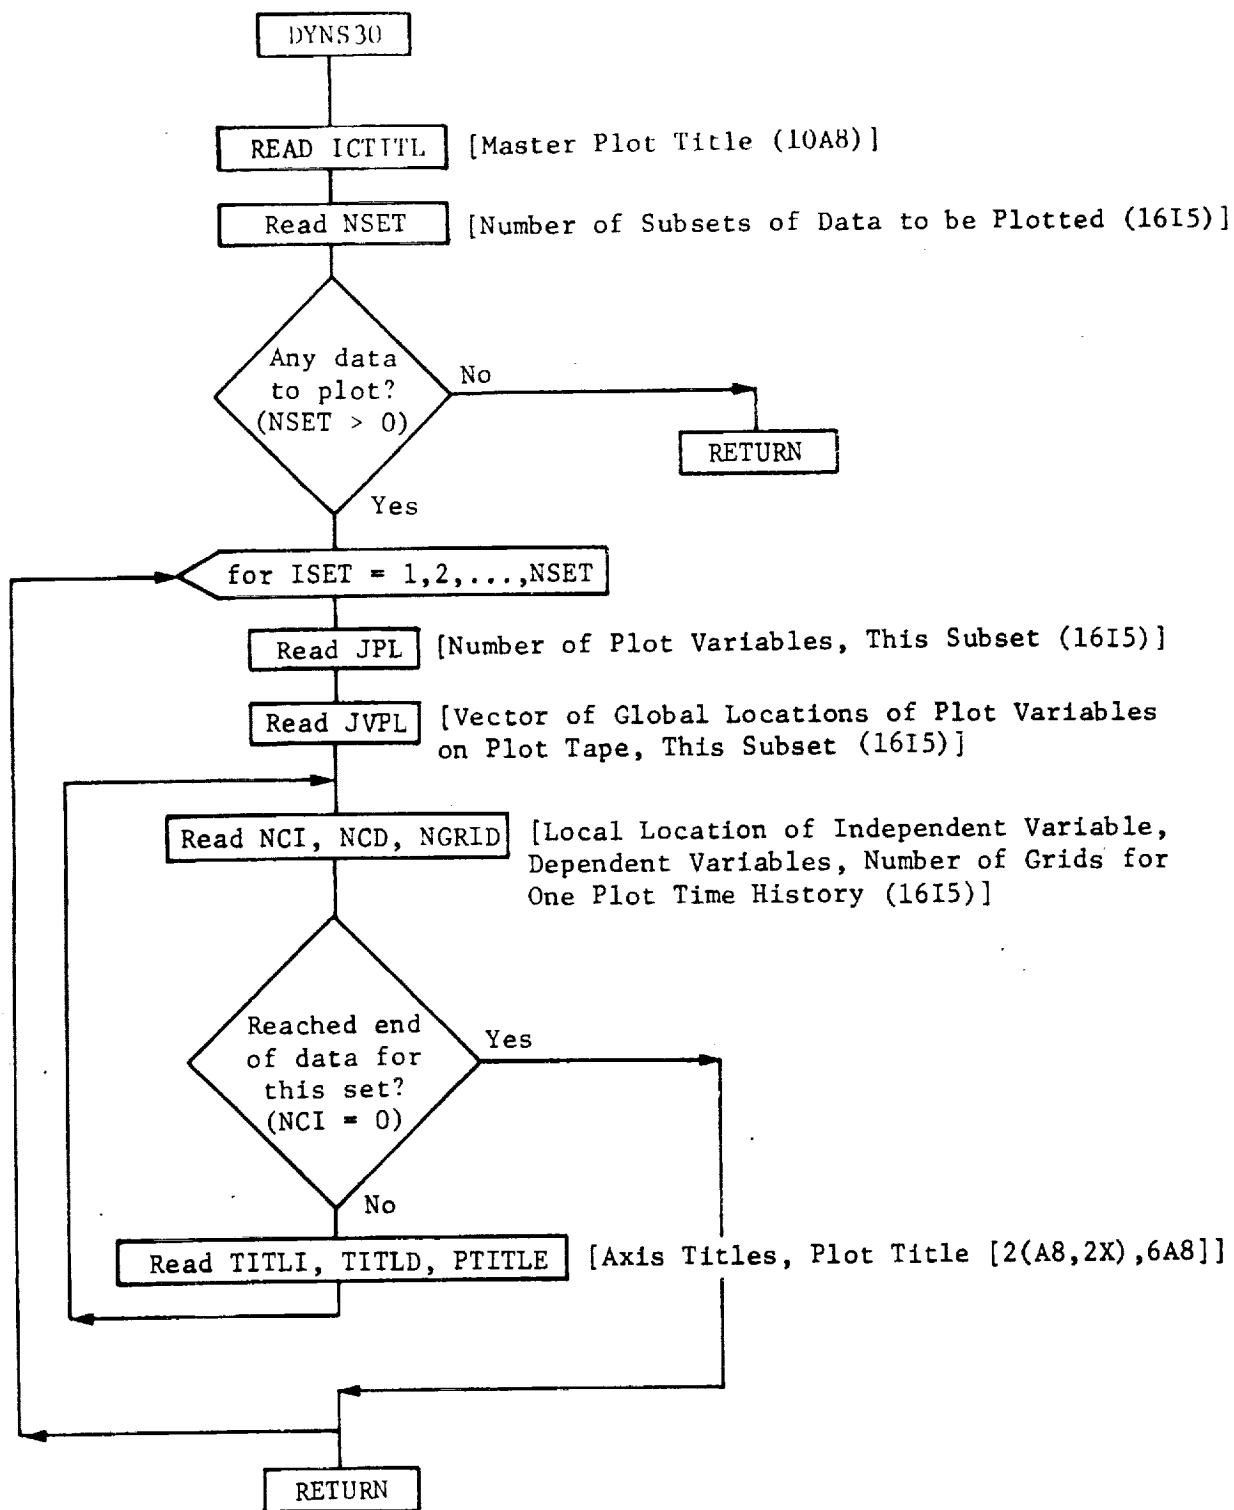 DYNS30
READ ICTITL [Master Plot Title (10A8)]
Read NSET [Number of Subsets of Data to be Plotted (16I5)]
Any data
to plot?
(NSET > 0)
No
RETURN
Yes
for ISET = 1,2,...,NSET
Read JPL [Number of Plot Variables, This Subset (16I5)]
Read JVPL [Vector of Global Locations of Plot Variables
on Plot Tape, This Subset (16I5)]
Read NCI, NCD, NGRID [Local Location of Independent Variable,
Dependent Variables, Number of Grids for
One Plot Time History (16I5)]
Reached end
of data for
this set?
(NCI = 0)
Yes
No
Read TITLI, TITLD, PTITLE [Axis Titles, Plot Title [2(A8,2X),6A8]]
RETURN